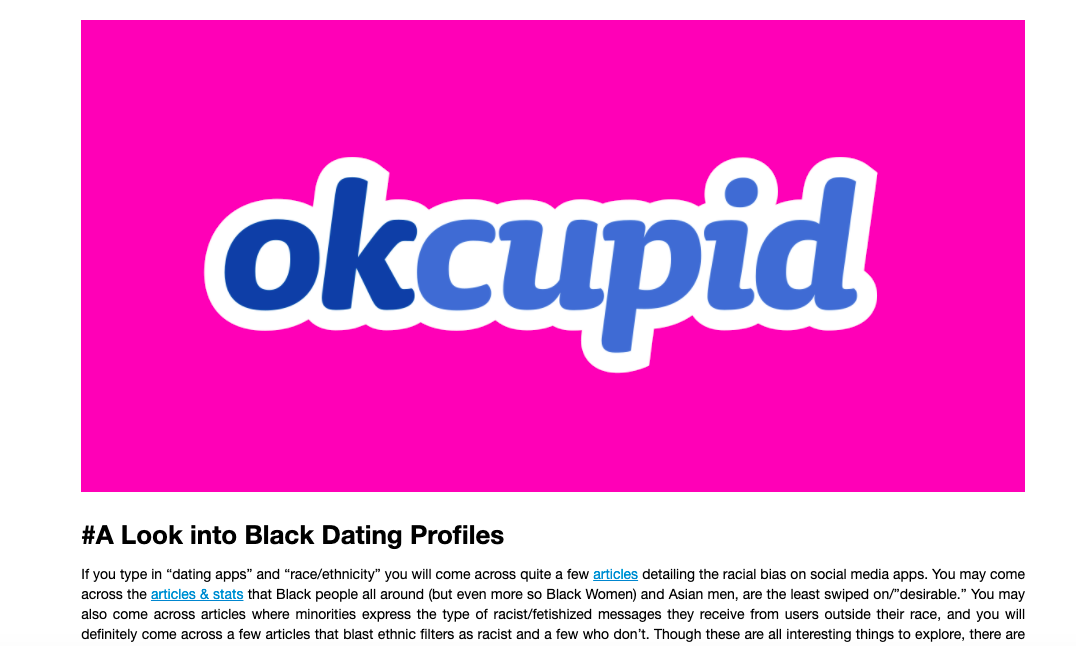 okcupid
#A Look into Black Dating Profiles
If you type in “dating apps” and “race/ethnicity” you will come across quite a few articles detailing the racial bias on social media apps. You may come
across the articles & stats that Black people all around (but even more so Black Women) and Asian men, are the least swiped on/”desirable.” You may
also come across articles where minorities express the type of racist/fetishized messages they receive from users outside their race, and you will
definitely come across a few articles that blast ethnic filters as racist and a few who don’t. Though these are all interesting things to explore, there are